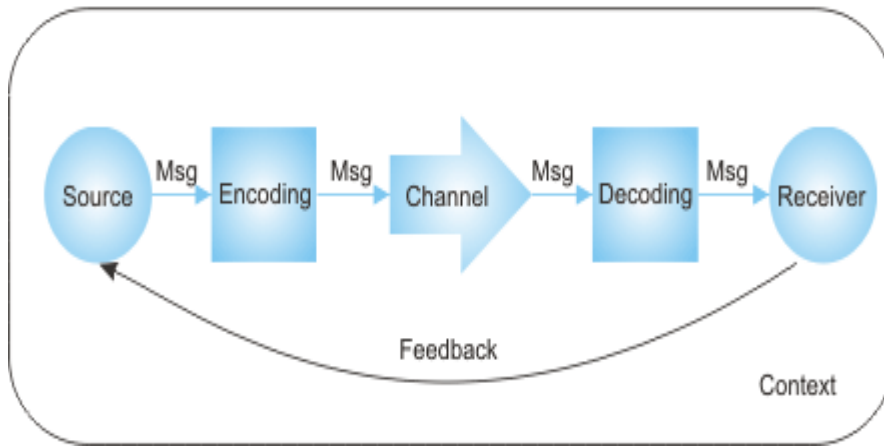 Msg Msg Msg Msg
Source Encoding Channel Decoding Receiver
Feedback
Context